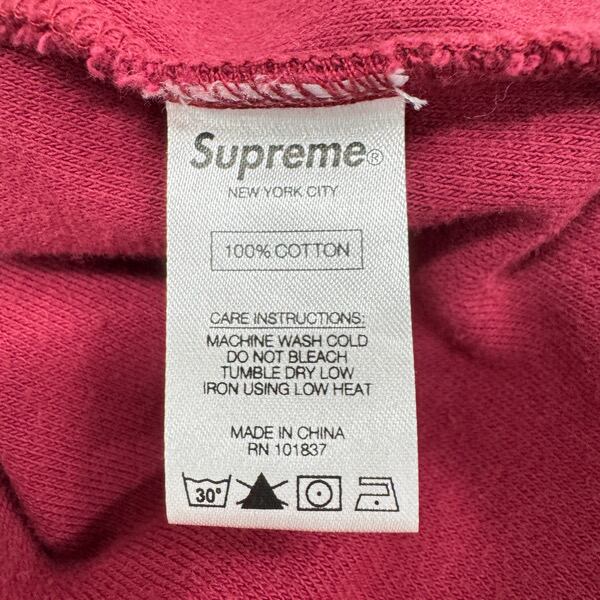 Supreme®
NEW YORK CITY
100% COTTON
CARE INSTRUCTIONS:
MACHINE WASH COLD
DO NOT BLEACH
TUMBLE DRY LOW
IRON USING LOW HEAT
MADE IN CHINA
RN 101837
30°